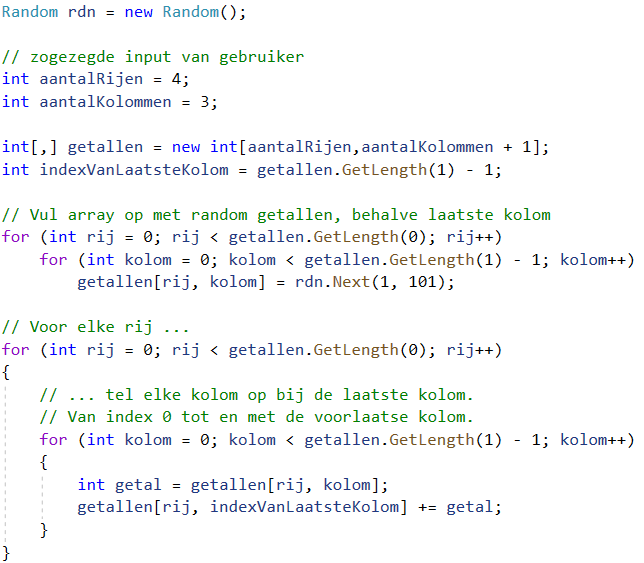 Random rdn = new Random();

// zogezegde input van gebruiker
int aantalRijen = 4;
int aantalKolommen = 3;

int[,] getallen = new int[aantalRijen,aantalKolommen + 1];
int indexVanLaatsteKolom = getallen.GetLength(1) - 1;

// Vul array op met random getallen, behalve laatste kolom
for (int rij = 0; rij < getallen.GetLength(0); rij++)
    for (int kolom = 0; kolom < getallen.GetLength(1) - 1; kolom++)
        getallen[rij, kolom] = rdn.Next(1, 101);

// Voor elke rij ...
for (int rij = 0; rij < getallen.GetLength(0); rij++)
{
    // ... tel elke kolom op bij de laatste kolom.
    // Van index 0 tot en met de voorlaatse kolom.
    for (int kolom = 0; kolom < getallen.GetLength(1) - 1; kolom++)
    {
        int getal = getallen[rij, kolom];
        getallen[rij, indexVanLaatsteKolom] += getal;
    }
}